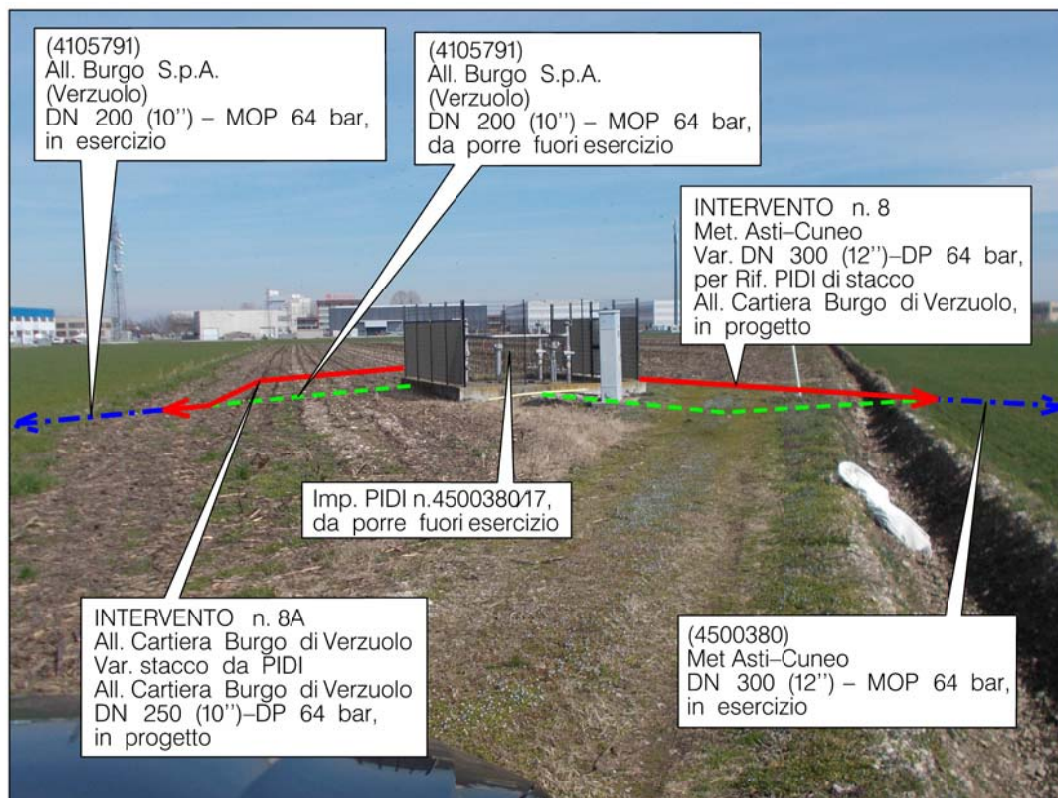 (4105791)
All. Burgo S.p.A.
(Verzuolo)
DN 200 (10'') – MOP 64 bar,
in esercizio
(4105791)
All. Burgo S.p.A.
(Verzuolo)
DN 200 (10'') – MOP 64 bar,
da porre fuori esercizio
INTERVENTO n. 8
Met. Asti–Cuneo
Var. DN 300 (12'')–DP 64 bar,
per Rif. PIDI di stacco
All. Cartiera Burgo di Verzuolo,
in progetto
Imp. PIDI n.4500380/17,
da porre fuori esercizio
INTERVENTO n. 8A
All. Cartiera Burgo di Verzuolo
Var. stacco da PIDI
All. Cartiera Burgo di Verzuolo
DN 250 (10'')–DP 64 bar,
in progetto
(4500380)
Met Asti–Cuneo
DN 300 (12'') – MOP 64 bar,
in esercizio